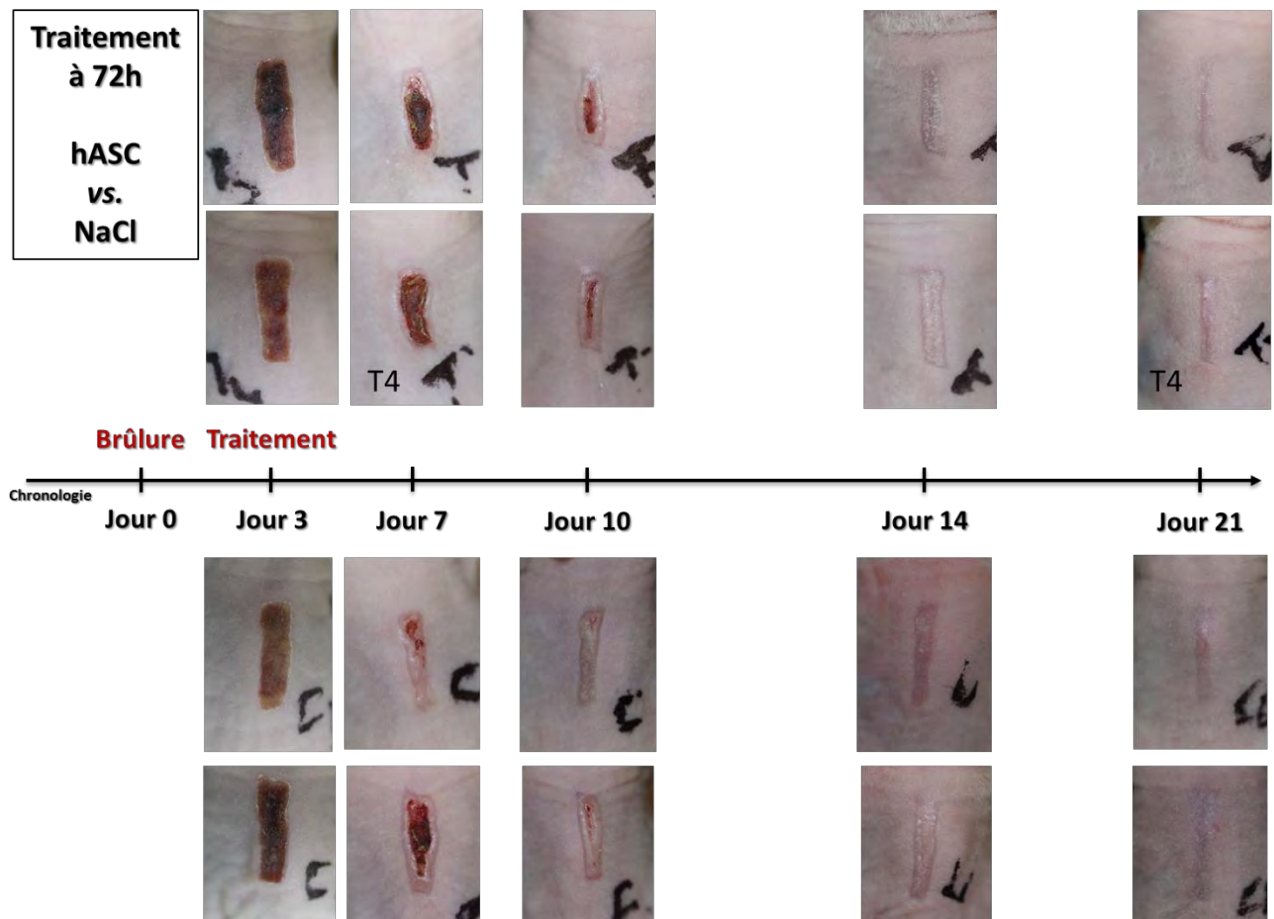 Traitement
à 72h
hASC
vs.
NaCl
T4
T4
Brûlure Traitement
Chronologie
Jour 0 Jour 3 Jour 7 Jour 10 Jour 14 Jour 21